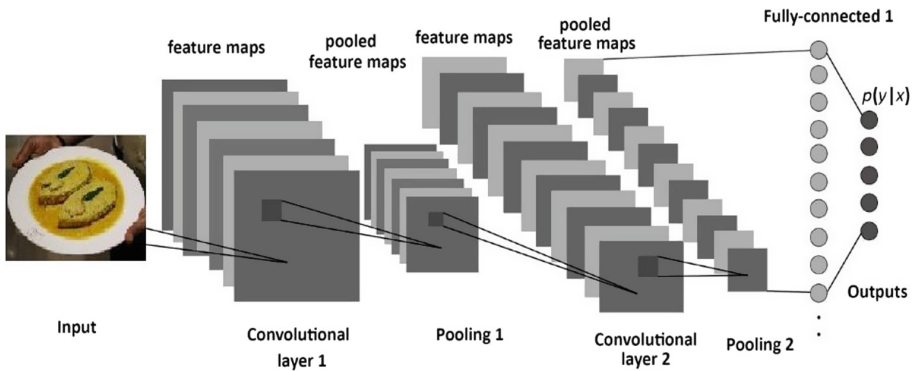 Fully-connected 1
pooled
feature maps
feature maps
pooled
feature maps
feature maps
p(y|x)
Outputs
Input
Convolutional
layer 1
Pooling 1
Convolutional
layer 2
Pooling 2